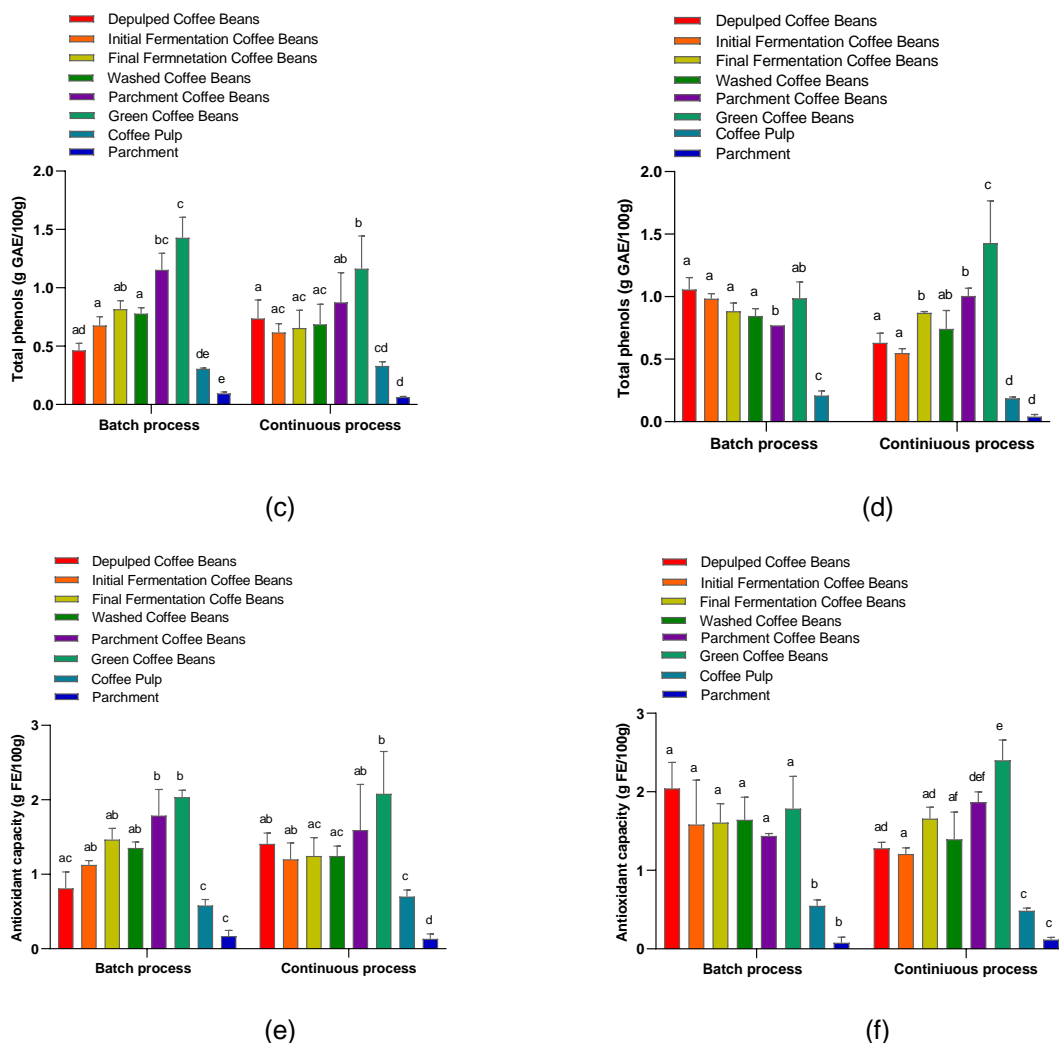 Depulped Coffee Beans
Initial Fermentation Coffee Beans
Final Fermnetation Coffee Beans
Washed Coffee Beans
Parchment Coffee Beans
Green Coffee Beans
Coffee Pulp
Parchment
2.0
1.5
1.0
0.5
0.0
Total phenols (g GAE/100g)
ad a ab a bc c de e
a ac ac ac ab b cd d
Batch process Continuous process
(c)
Depulped Coffee Beans
Initial Fermentation Coffee Beans
Final Fermentation Coffee Beans
Washed Coffee Beans
Parchment Coffee Beans
Green Coffee Beans
Coffee Pulp
Parchment
2.0
1.5
1.0
0.5
0.0
Total phenols (g GAE/100g)
a a a a b ab c
a a b ab b c d d
Batch process Continiuous process
(d)
Depulped Coffee Beans
Initial Fermentation Coffee Beans
Final Fermentation Coffe Beans
Washed Coffee Beans
Parchment Coffee Beans
Green Coffee Beans
Coffee Pulp
Parchment
3
2
1
0
Antioxidant capacity (g FE/100g)
ac ab ab ab b b c c
ab ab ac ac ab b c d
Batch process Continuous process
(e)
Depulped Coffee Beans
Initial Fermentation Coffee Beans
Final Fermentation Coffee Beans
Washed Coffee Beans
Parchment Coffee Beans
Green Coffee Beans
Coffee Pulp
Parchment
3
2
1
0
Antioxidant capacity (g FE/100g)
a a a a a a b b
ad a ad af def e c c
Batch process Continiuous process
(f)